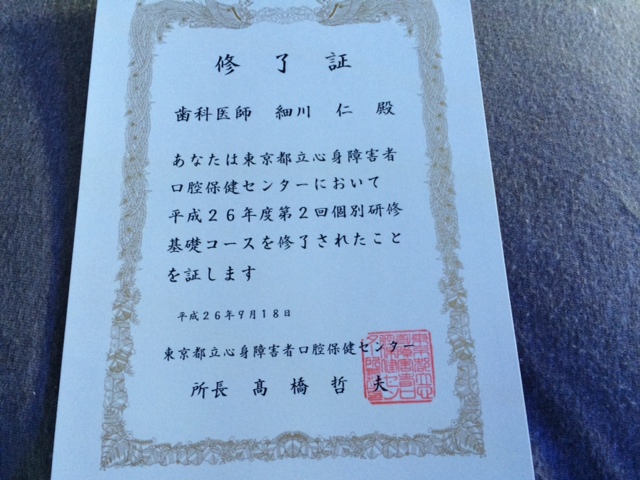 修了証
歯科医師 細川 仁 殿
あなたは東京都立心身障害者
口腔保健センターにおいて
平成26年度第2回個別研修
基礎コースを修了されたこと
を証します
平成26年9月18日
東京都立心身障害者口腔保健センター
所長 髙橋哲夫